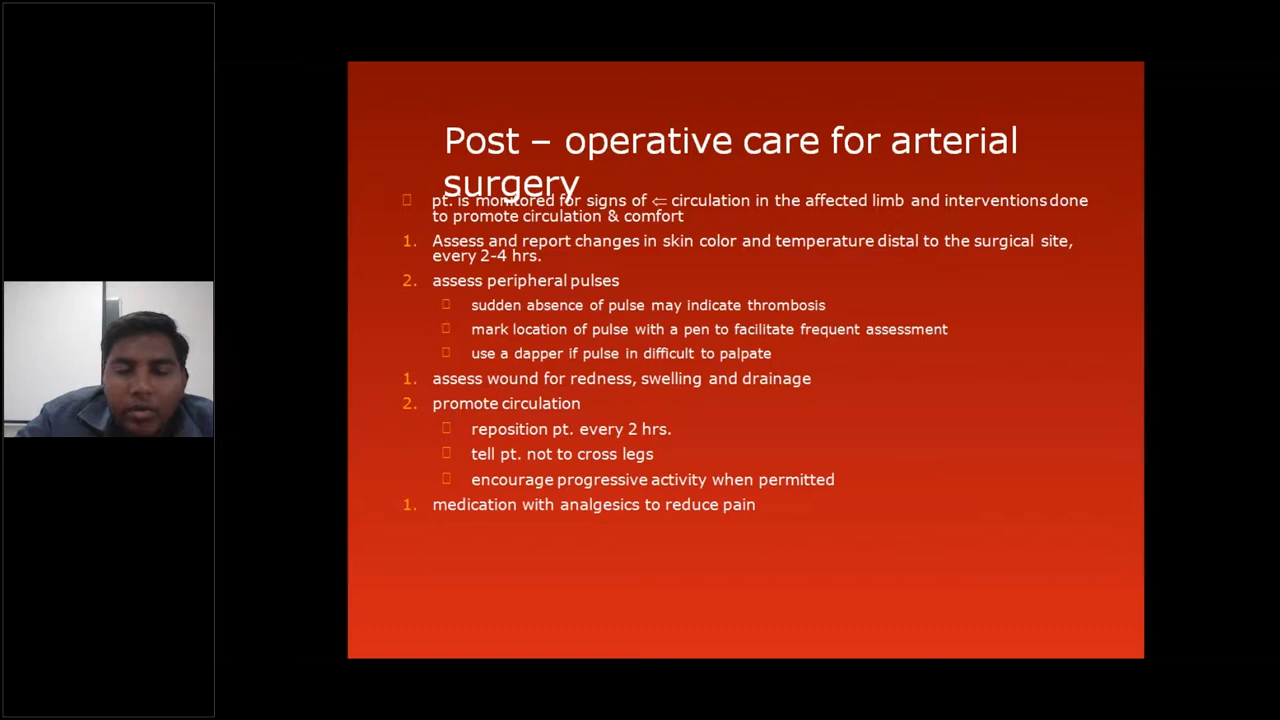 Post – operative care for arterial
surgery
pt. is monitored for signs of ⇐ circulation in the affected limb and interventions done
to promote circulation & comfort
1. Assess and report changes in skin color and temperature distal to the surgical site,
every 2-4 hrs.
2. assess peripheral pulses
sudden absence of pulse may indicate thrombosis
mark location of pulse with a pen to facilitate frequent assessment
use a dapper if pulse in difficult to palpate
1. assess wound for redness, swelling and drainage
2. promote circulation
reposition pt. every 2 hrs.
tell pt. not to cross legs
encourage progressive activity when permitted
1. medication with analgesics to reduce pain